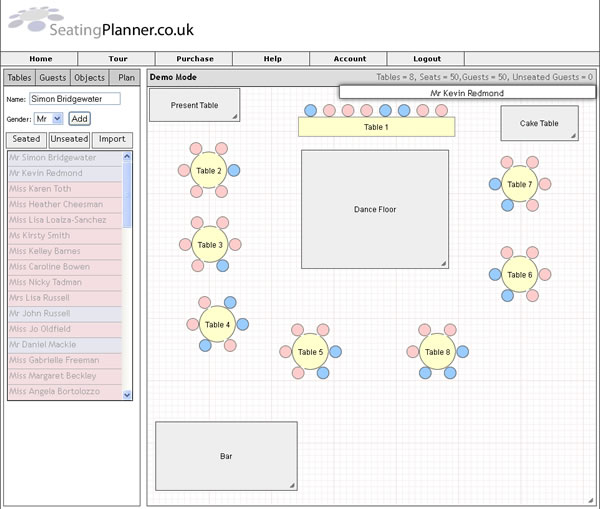 SeatingPlanner.co.uk
Home Tour Purchase Help Account Logout
Tables Guests Objects Plan
Demo Mode Tables = 8, Seats = 50,Guests = 50, Unseated Guests = 0
Name: Simon Bridgewater
Gender: Mr Add
Seated Unseated Import
Mr Simon Bridgewater
Mr Kevin Redmond
Miss Karen Toth
Miss Heather Cheesman
Miss Lisa Loaiza-Sanchez
Ms Kirsty Smith
Miss Kelley Barnes
Miss Caroline Bowen
Miss Nicky Tadman
Mrs Lisa Russell
Mr John Russell
Miss Jo Oldfield
Mr Daniel Mackie
Miss Gabrielle Freeman
Miss Margaret Beckley
Miss Angela Bortolozzo
Mr Kevin Redmond
Present Table
Table 1
Cake Table
Table 2
Table 7
Dance Floor
Table 3
Table 6
Table 4
Table 5
Table 8
Bar